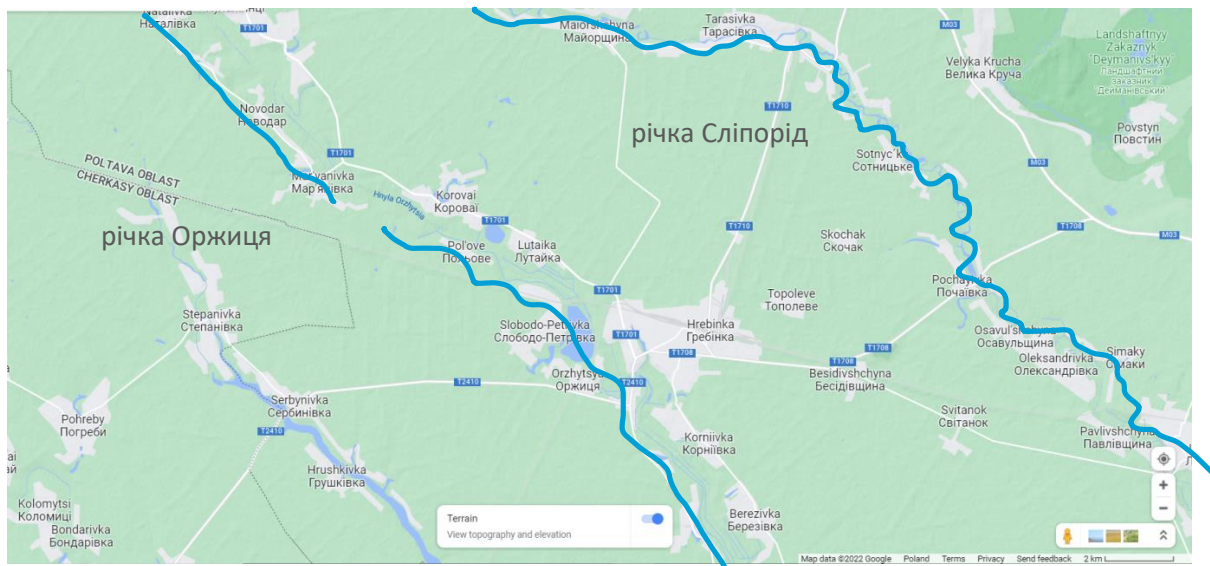 Natalivka
Наталівка
T1701
Maiorshchyna
Майорщина
Tarasivka
Тарасівка
M03
Velyka Krucha
Велика Круча
Landshaftnyy
Zakaznyk
"Deymanivs'kyy"
Ландшафтний
заказник
Дейманівський
Novodar
Новодар
T1710
річка Сліпорід
Povstyn
Повстин
T1701
Sotnyc'ke
Сотницьке
M03
POLTAVA OBLAST
CHERKASY OBLAST
Mar'yanivka
Мар'янівка
Hnyla Orzhytsia
Korovai
Короваї
T1701
T1710
T1708
M03
річка Оржиця
Pol'ove
Польове
Lutaika
Лутайка
Skochak
Скочак
Pochayivka
Почаївка
T1701
Topoleve
Тополеве
Stepanivka
Степанівка
Slobodo-Petrivka
Слободо-Петрівка
T1701
Hrebinka
Гребінка
T1708
T1708
Osavul'shchyna
Осавульщина
Oleksandrivka
Олександрівка
Simaky
Сімаки
Orzhytsya
Оржиця
T2410
T2410
Besidivshchyna
Бесідівщина
Serbynivka
Сербинівка
T2410
Svitanok
Світанок
Pohreby
Погреби
Korniivka
Корніївка
Pavlivshchyna
Павлівщина
Hrushkivka
Грушківка
Kolomytsi
Коломиці
Bondarivka
Бондарівка
Terrain
View topography and elevation
Berezivka
Березівка
Map data ©2022 Google Poland Terms Privacy Send feedback 2 km